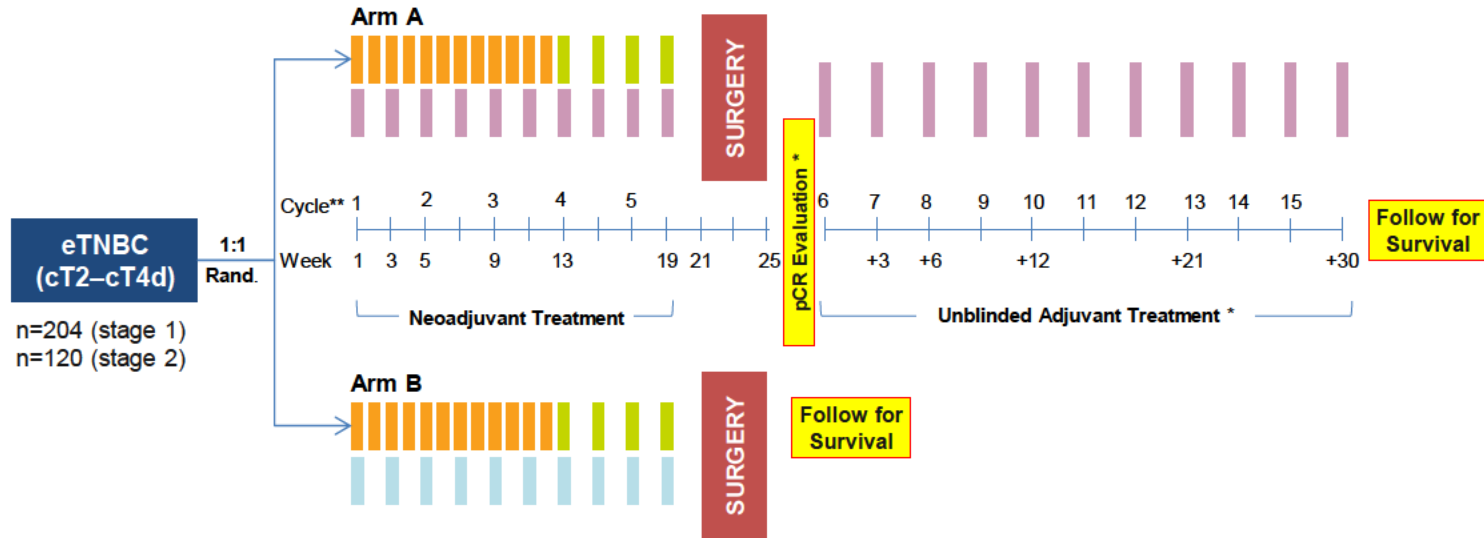 Arm A
SURGERY
pCR Evaluation *
Cycle** 1 2 3 4 5 6 7 8 9 10 11 12 13 14 15
eTNBC
(cT2–cT4d)
1:1
Rand.
Week 1 3 5 9 13 19 21 25 +3 +6 +12 +21 +30
Follow for
Survival
n=204 (stage 1)
n=120 (stage 2)
Neoadjuvant Treatment
Unblinded Adjuvant Treatment *
Arm B
SURGERY
Follow for
Survival